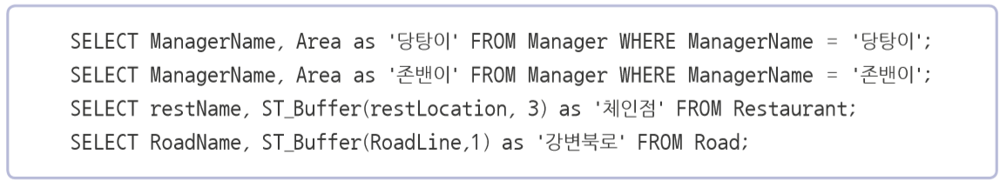 SELECT ManagerName, Area as '당탕이' FROM Manager WHERE ManagerName = '당탕이';
SELECT ManagerName, Area as '존밴이' FROM Manager WHERE ManagerName = '존밴이';
SELECT restName, ST_Buffer(restLocation, 3) as '체인점' FROM Restaurant;
SELECT RoadName, ST_Buffer(RoadLine,1) as '강변북로' FROM Road;